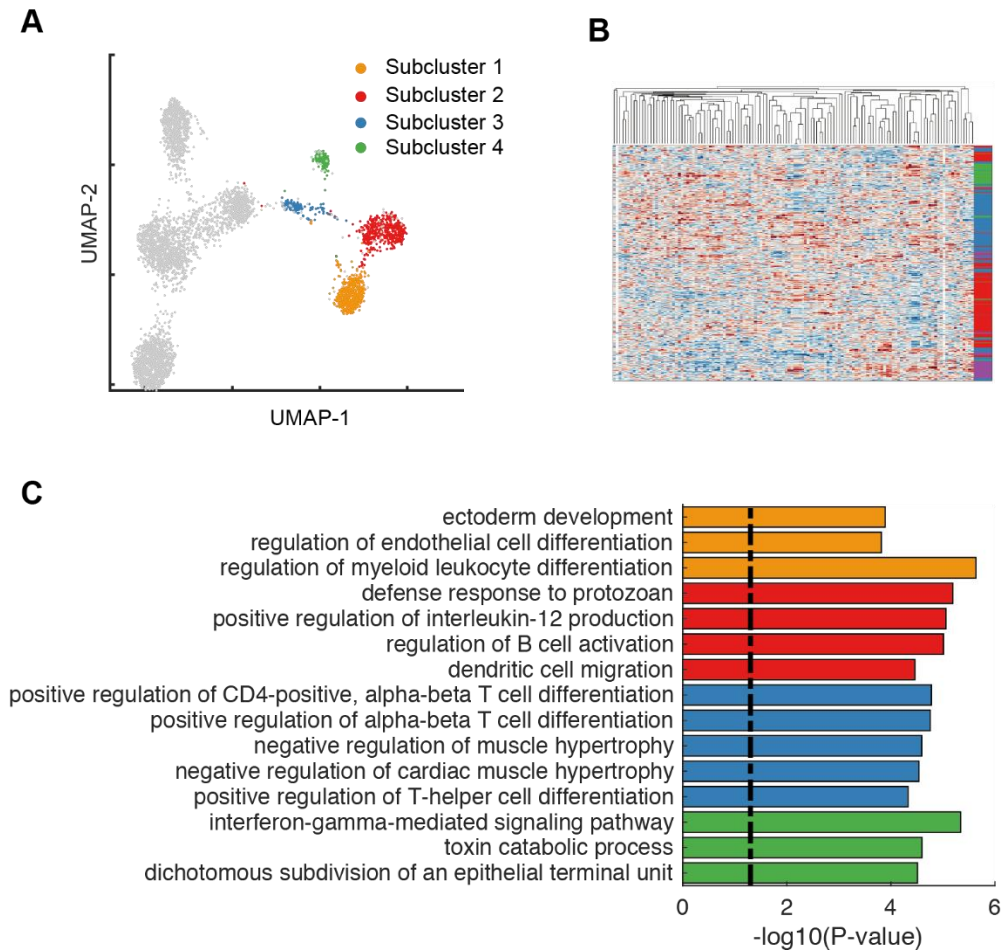 A
Subcluster 1
Subcluster 2
Subcluster 3
Subcluster 4
UMAP-2
UMAP-1
B
C
ectoderm development
regulation of endothelial cell differentiation
regulation of myeloid leukocyte differentiation
defense response to protozoan
positive regulation of interleukin-12 production
regulation of B cell activation
dendritic cell migration
positive regulation of CD4-positive, alpha-beta T cell differentiation
positive regulation of alpha-beta T cell differentiation
negative regulation of muscle hypertrophy
negative regulation of cardiac muscle hypertrophy
positive regulation of T-helper cell differentiation
interferon-gamma-mediated signaling pathway
toxin catabolic process
dichotomous subdivision of an epithelial terminal unit
0 2 4 6
-log10(P-value)